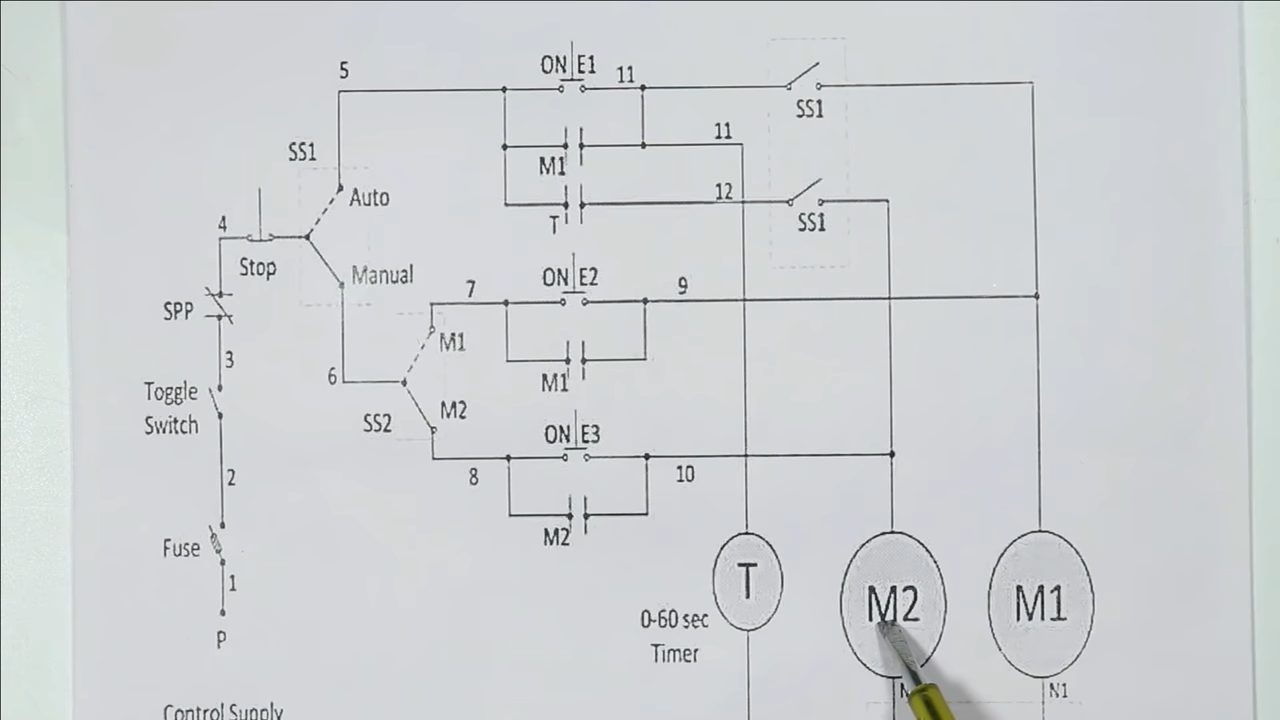 5
ON E1
11
SS1
SS1
M1
11
Auto
T
12
SS1
4
Stop
Manual
ON E2
7
9
SPP
M1
M1
3
6
Toggle
Switch
M2
SS2
ON E3
8
10
2
M2
Fuse
1
T
M2
M1
0-60 sec
Timer
P
N1
Control Supply